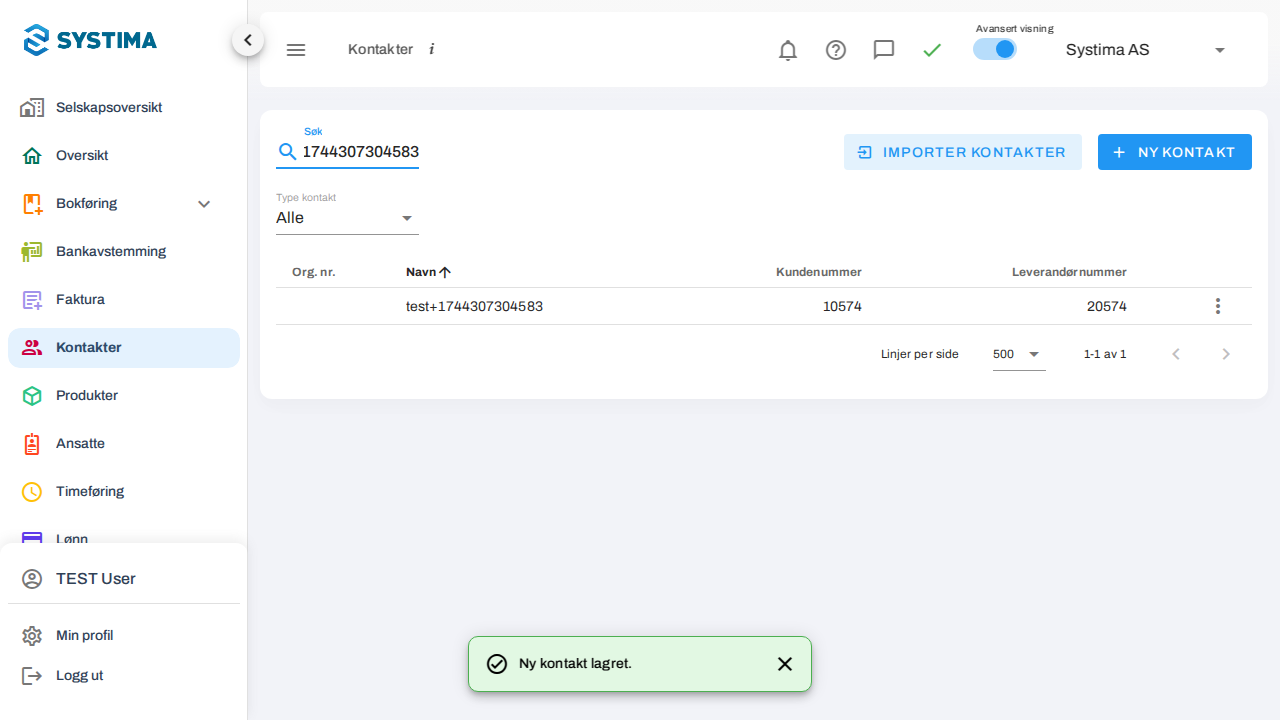 SYSTIMA
Selskapsoversikt
Oversikt
Bokføring
Bankavstemming
Faktura
Kontakter
Produkter
Ansatte
Timeføring
Lønn
TEST User
Min profil
Logg ut
Kontakter i
Avansert visning
Systima AS
Søk
1744307304583
IMPORTER KONTAKTER
NY KONTAKT
Type kontakt
Alle
Org. nr. Navn Kundenummer Leverandørnummer
test+1744307304583 10574 20574
Linjer per side 500 1-1 av 1
Ny kontakt lagret.